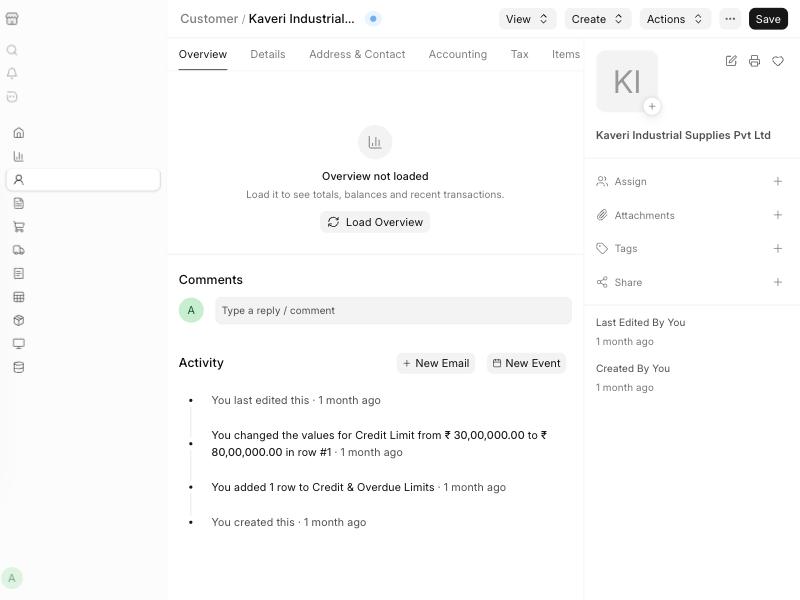 Customer / Kaveri Industrial...
View
Create
Actions
Save
Overview
Details
Address & Contact
Accounting
Tax
Items
KI
Kaveri Industrial Supplies Pvt Ltd
Overview not loaded
Load it to see totals, balances and recent transactions.
Load Overview
Assign
Attachments
Tags
Share
Comments
A
Type a reply / comment
Last Edited By You
1 month ago
Created By You
1 month ago
Activity
New Email
New Event
You last edited this · 1 month ago
You changed the values for Credit Limit from ₹ 30,00,000.00 to ₹
80,00,000.00 in row #1 · 1 month ago
You added 1 row to Credit & Overdue Limits · 1 month ago
You created this · 1 month ago
A